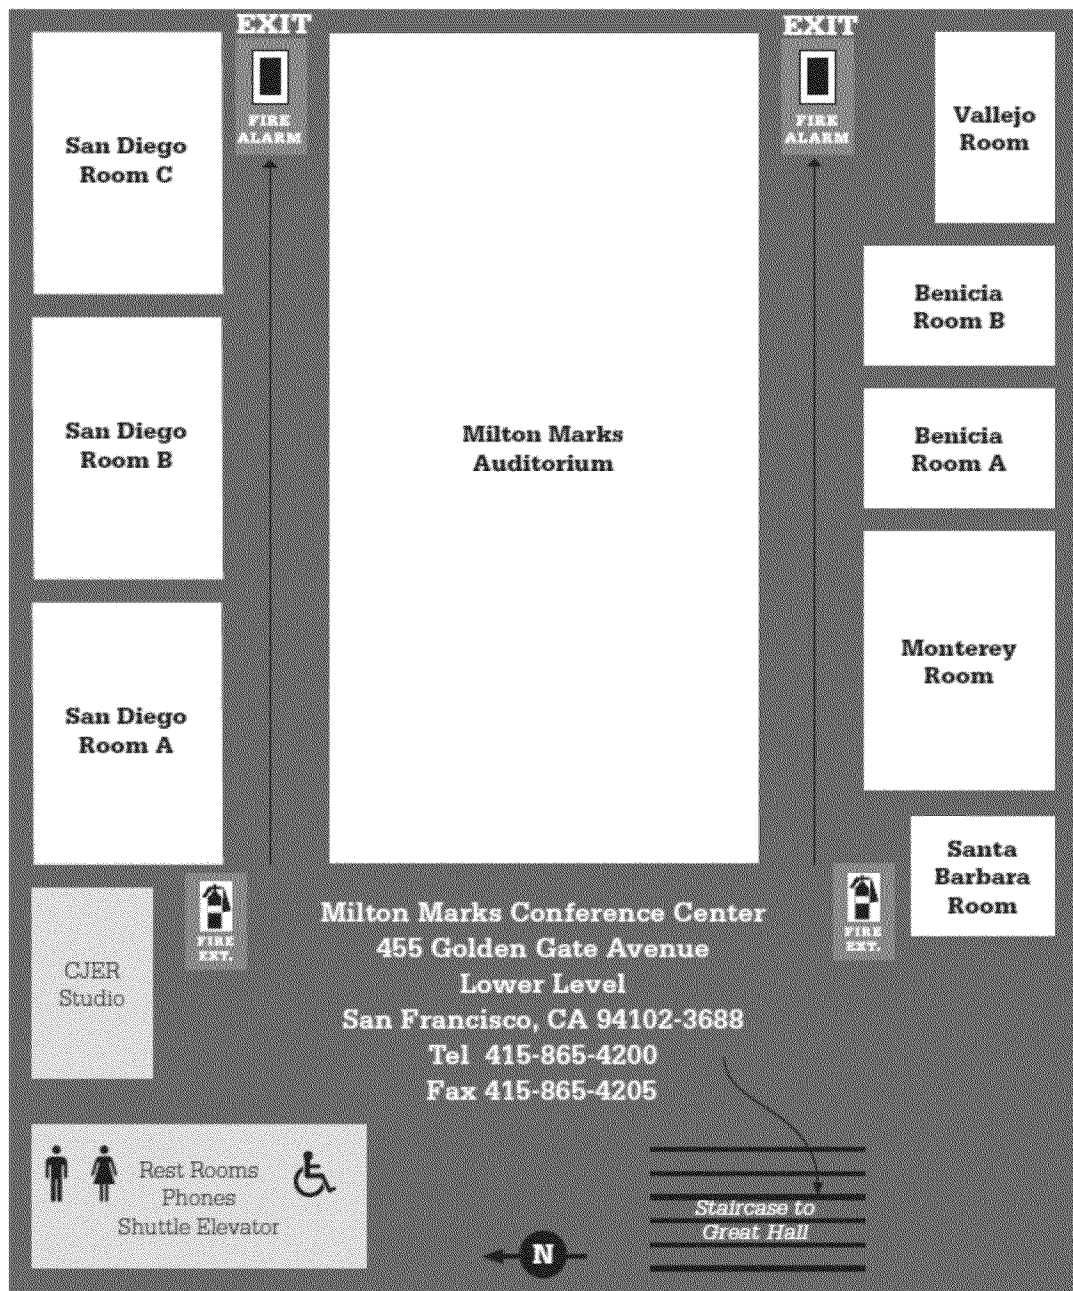 EXIT
FIRE
ALARM
EXIT
FIRE
ALARM
San Diego
Room C
Vallejo
Room
Benicia
Room B
San Diego
Room B
Milton Marks
Auditorium
Benicia
Room A
San Diego
Room A
Monterey
Room
Santa
Barbara
Room
FIRE
EXT.
FIRE
EXT.
CJER
Studio
Milton Marks Conference Center
455 Golden Gate Avenue
Lower Level
San Francisco, CA 94102-3688
Tel 415-865-4200
Fax 415-865-4205
Rest Rooms
Phones
Shuttle Elevator
Staircase to
Great Hall
N